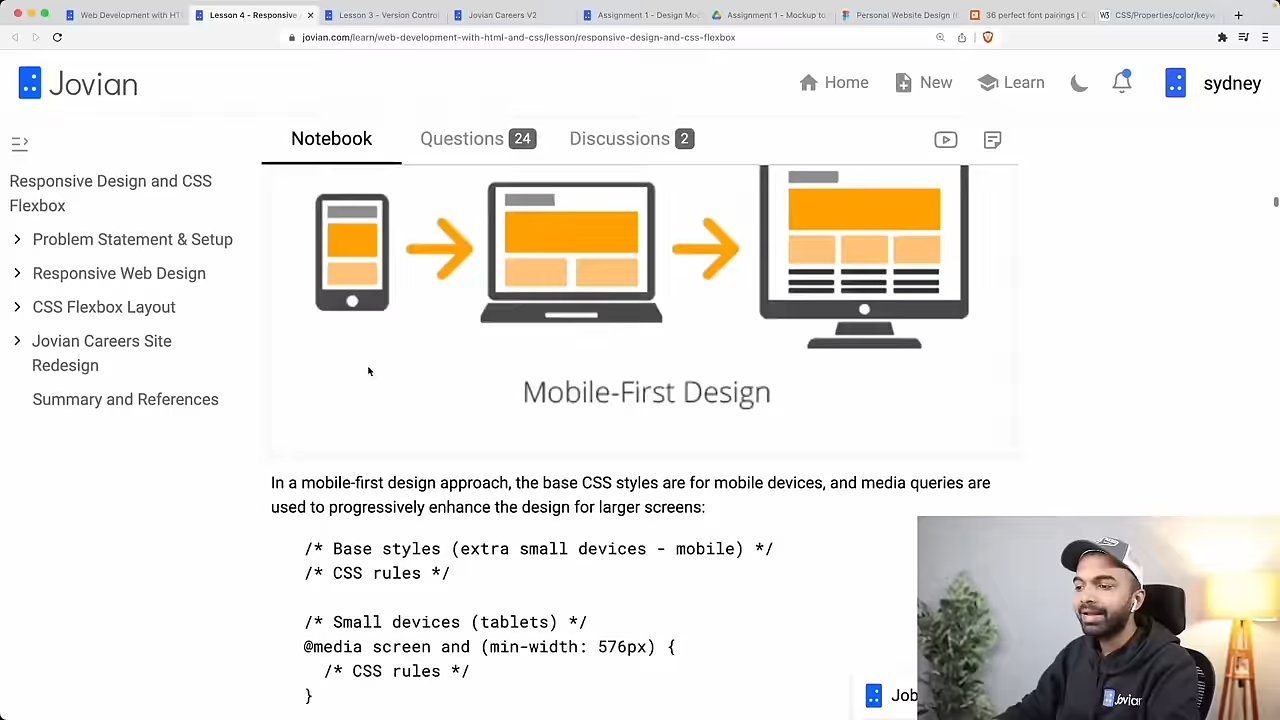 Web Development with HT
Lesson 4 - Responsive
Lesson 3 - Version Control
Jovian Careers V2
Assignment 1 - Design Moc
Assignment 1 - Mockup to
Personal Website Design (
36 perfect font pairings | C
CSS/Properties/color/keyw
jovian.com/learn/web-development-with-html-and-css/lesson/responsive-design-and-css-flexbox
Jovian
Home
New
Learn
sydney
Notebook
Questions 24
Discussions 2
Responsive Design and CSS
Flexbox
Problem Statement & Setup
Responsive Web Design
CSS Flexbox Layout
Jovian Careers Site
Redesign
Summary and References
Mobile-First Design
In a mobile-first design approach, the base CSS styles are for mobile devices, and media queries are
used to progressively enhance the design for larger screens:
/* Base styles (extra small devices - mobile) */
/* CSS rules */
/* Small devices (tablets) */
@media screen and (min-width: 576px) {
/* CSS rules */
}
Job
Jovian